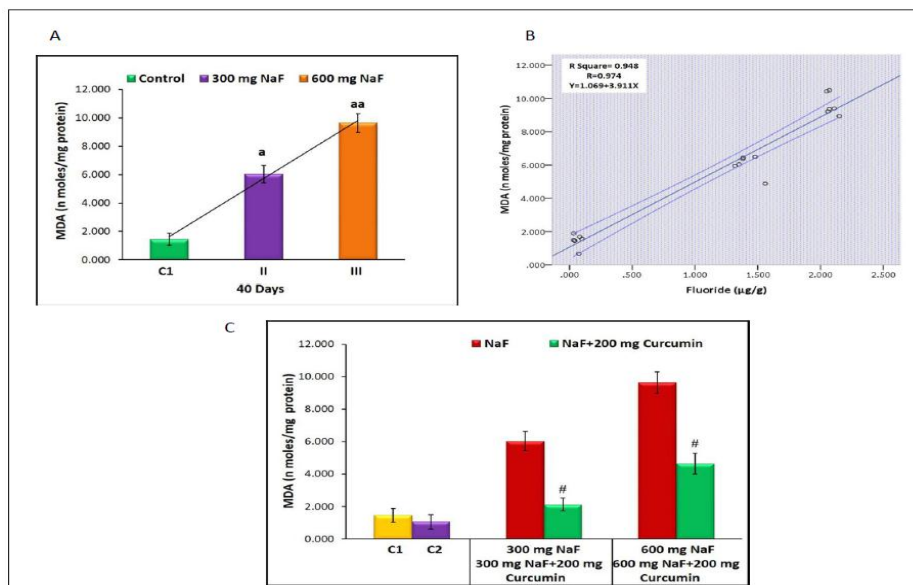 A
Control 300 mg NaF 600 mg NaF
MDA (n moles/mg protein)
12.000
10.000
8.000
6.000
4.000
2.000
0.000
a
aa
C1 II III
40 Days
B
R Square= 0.948
R=0.974
Y=1.069+3.911X
MDA (n moles/mg protein)
12.000
10.000
8.000
6.000
4.000
2.000
.000
.000 .500 1.000 1.500 2.000 2.500
Fluoride (µg/g)
C
NaF NaF+200 mg Curcumin
MDA (n moles/mg protein)
12.000
10.000
8.000
6.000
4.000
2.000
0.000
#
#
C1 C2
300 mg NaF
300 mg NaF+200 mg
Curcumin
600 mg NaF
600 mg NaF+200 mg
Curcumin